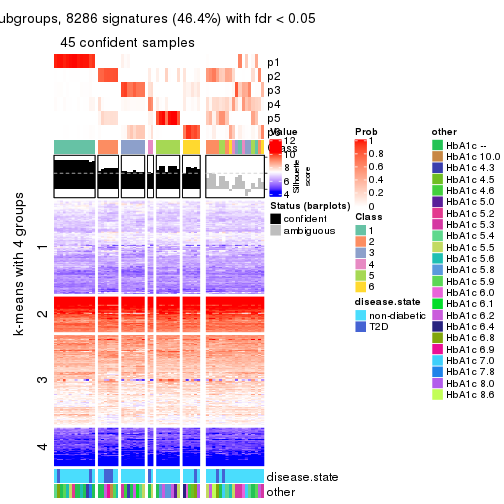 ubgroups, 8286 signatures (46.4%) with fdr < 0.05
45 confident samples
p1
p2
p3
p4
p5
p6
Class
1
2
3
4
k-means with 4 groups
disease.state
other
Value
12
10
8
6
4
Silhouette
score
Status (barplots)
confident
ambiguous
Prob
1
0.8
0.6
0.4
0.2
0
Class
1
2
3
4
5
6
disease.state
non-diabetic
T2D
other
HbA1c --
HbA1c 10.0
HbA1c 4.3
HbA1c 4.5
HbA1c 4.6
HbA1c 5.0
HbA1c 5.2
HbA1c 5.3
HbA1c 5.4
HbA1c 5.5
HbA1c 5.6
HbA1c 5.8
HbA1c 5.9
HbA1c 6.0
HbA1c 6.1
HbA1c 6.2
HbA1c 6.4
HbA1c 6.8
HbA1c 6.9
HbA1c 7.0
HbA1c 7.8
HbA1c 8.0
HbA1c 8.6